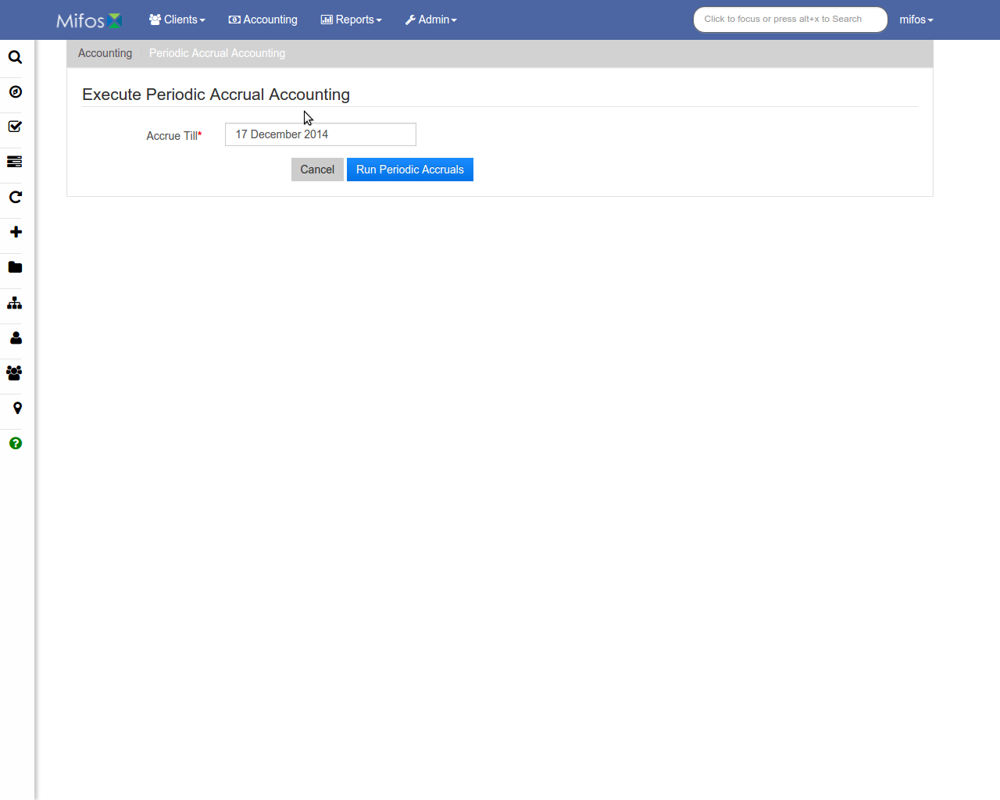 Mifos Clients Accounting Reports Admin Click to focus or press alt+x to Search mifos
Accounting Periodic Accrual Accounting
Execute Periodic Accrual Accounting
Accrue Till* 17 December 2014
Cancel Run Periodic Accruals